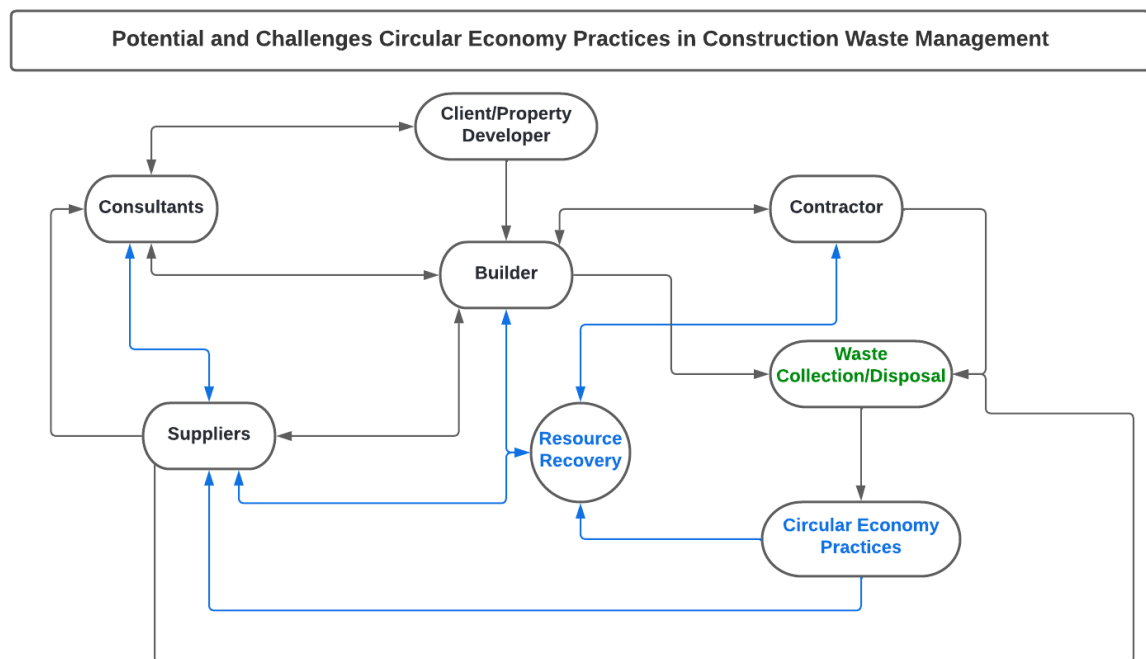 Potential and Challenges Circular Economy Practices in Construction Waste Management
Client/Property
Developer
Consultants
Contractor
Builder
Waste
Collection/Disposal
Suppliers
Resource
Recovery
Circular Economy
Practices